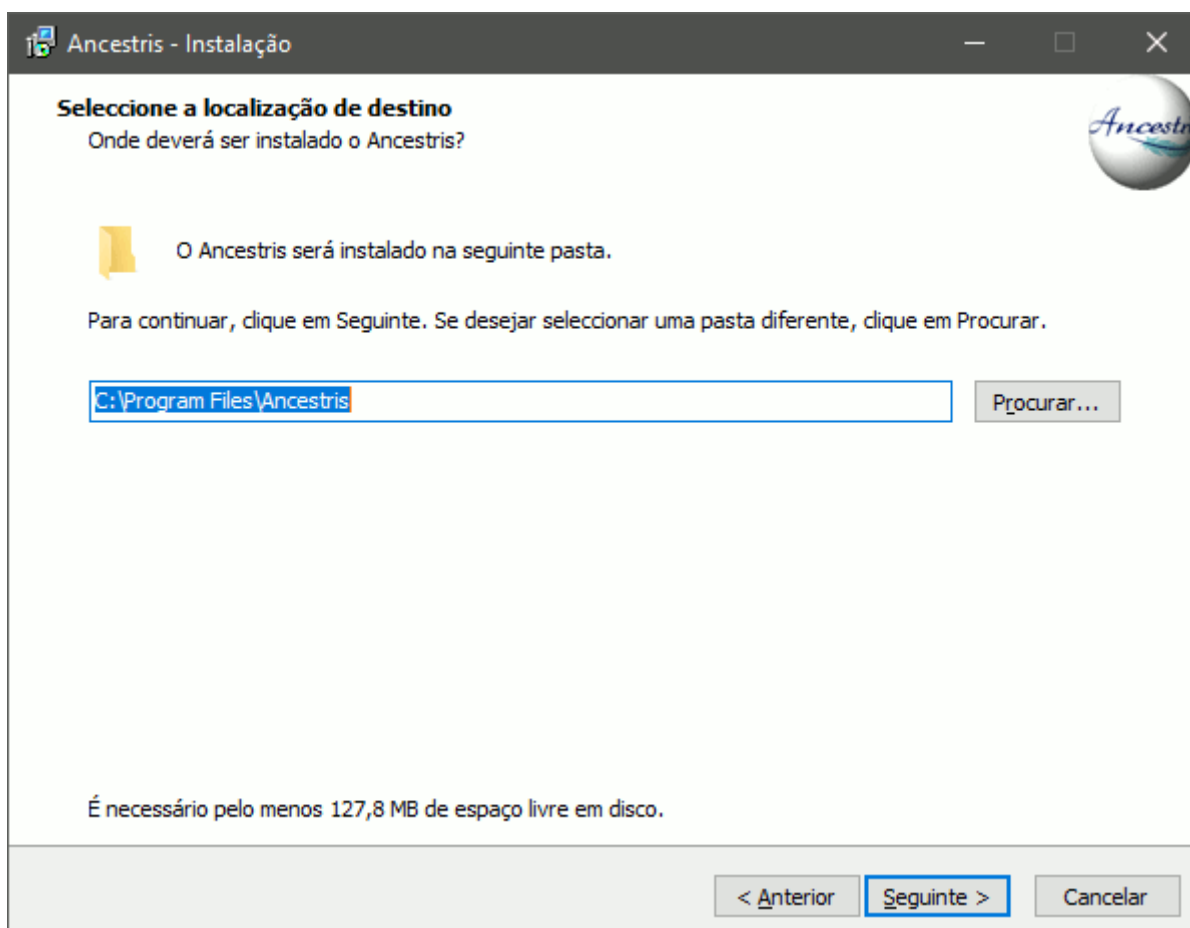 Ancestris - Instalação
Seleccione a localização de destino
Onde deverá ser instalado o Ancestris?
O Ancestris será instalado na seguinte pasta.
Para continuar, clique em Seguinte. Se desejar seleccionar uma pasta diferente, clique em Procurar.
C:\Program Files\Ancestris
Procurar...
É necessário pelo menos 127,8 MB de espaço livre em disco.
< Anterior
Seguinte >
Cancelar